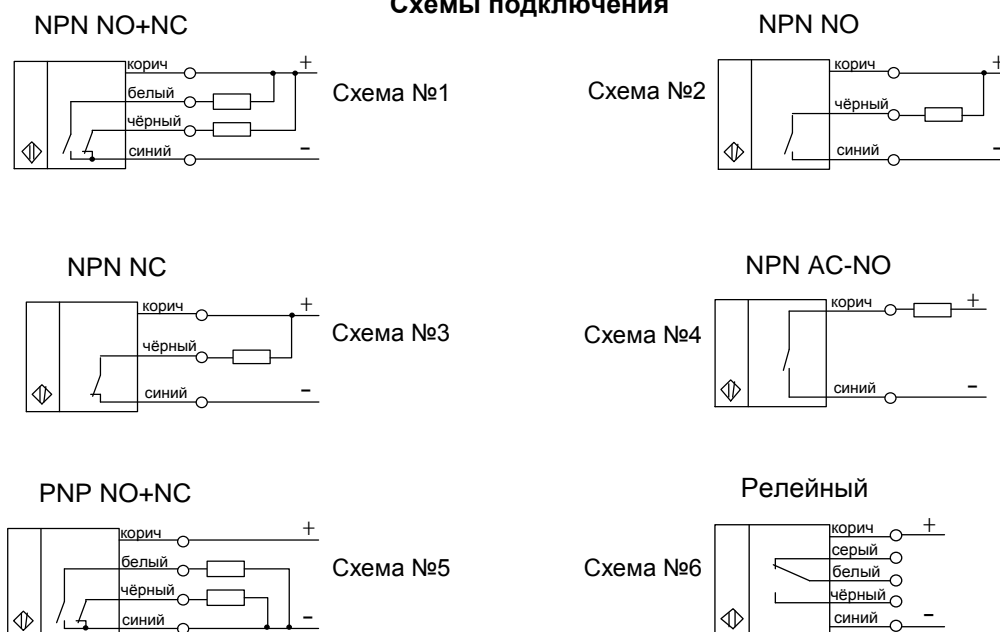 Схемы подключения
NPN NO+NC
корич
+
белый
чёрный
синий
-
Схема №1
NPN NO
Схема №2
корич
+
чёрный
синий
-
NPN NC
корич
+
чёрный
синий
-
Схема №3
NPN AC-NO
Схема №4
корич
+
синий
-
PNP NO+NC
корич
+
белый
чёрный
синий
-
Схема №5
Релейный
Схема №6
корич
+
серый
белый
чёрный
синий
-